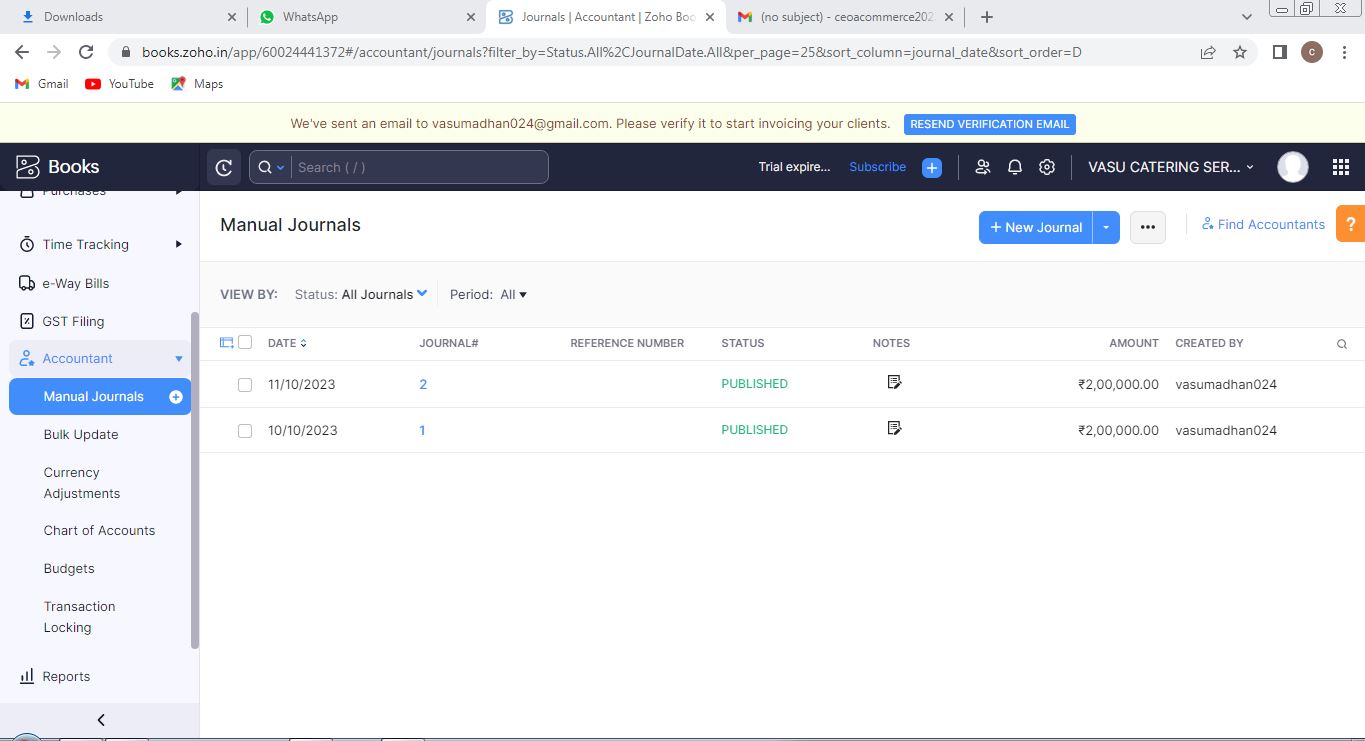 Downloads
WhatsApp
Journals | Accountant | Zoho Boo
(no subject) - ceoacommerce202
books.zoho.in/app/60024441372#/accountant/journals?filter_by=Status.All%2CJournalDate.All&per_page=25&sort_column=journal_date&sort_order=D
c
Gmail YouTube Maps
We've sent an email to vasumadhan024@gmail.com. Please verify it to start invoicing your clients. RESEND VERIFICATION EMAIL
Books
Search ( / )
Trial expire... Subscribe
VASU CATERING SER...
Purchases
Time Tracking
e-Way Bills
GST Filing
Accountant
Manual Journals
Bulk Update
Currency
Adjustments
Chart of Accounts
Budgets
Transaction
Locking
Reports
Manual Journals
+ New Journal
Find Accountants
?
VIEW BY: Status: All Journals Period: All
DATE JOURNAL# REFERENCE NUMBER STATUS NOTES AMOUNT CREATED BY
11/10/2023 2 PUBLISHED ₹2,00,000.00 vasumadhan024
10/10/2023 1 PUBLISHED ₹2,00,000.00 vasumadhan024